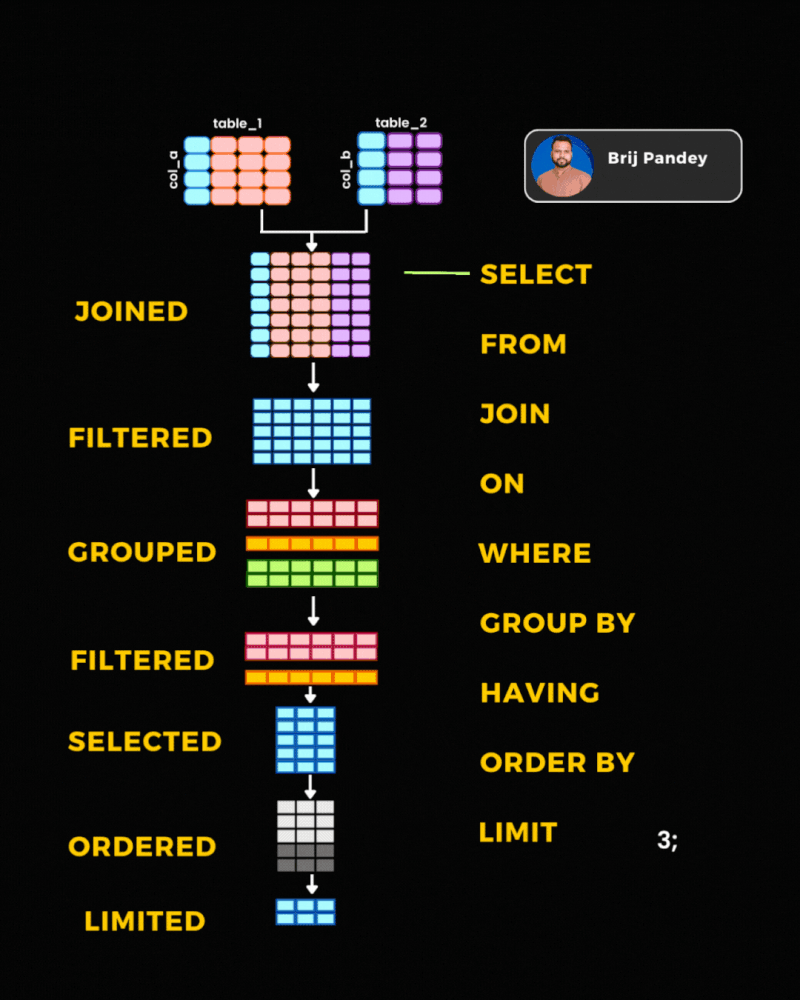 table_1
table_2
col_a
col_b
Brij Pandey
JOINED
FILTERED
GROUPED
FILTERED
SELECTED
ORDERED
LIMITED
SELECT
FROM
JOIN
ON
WHERE
GROUP BY
HAVING
ORDER BY
LIMIT 3;